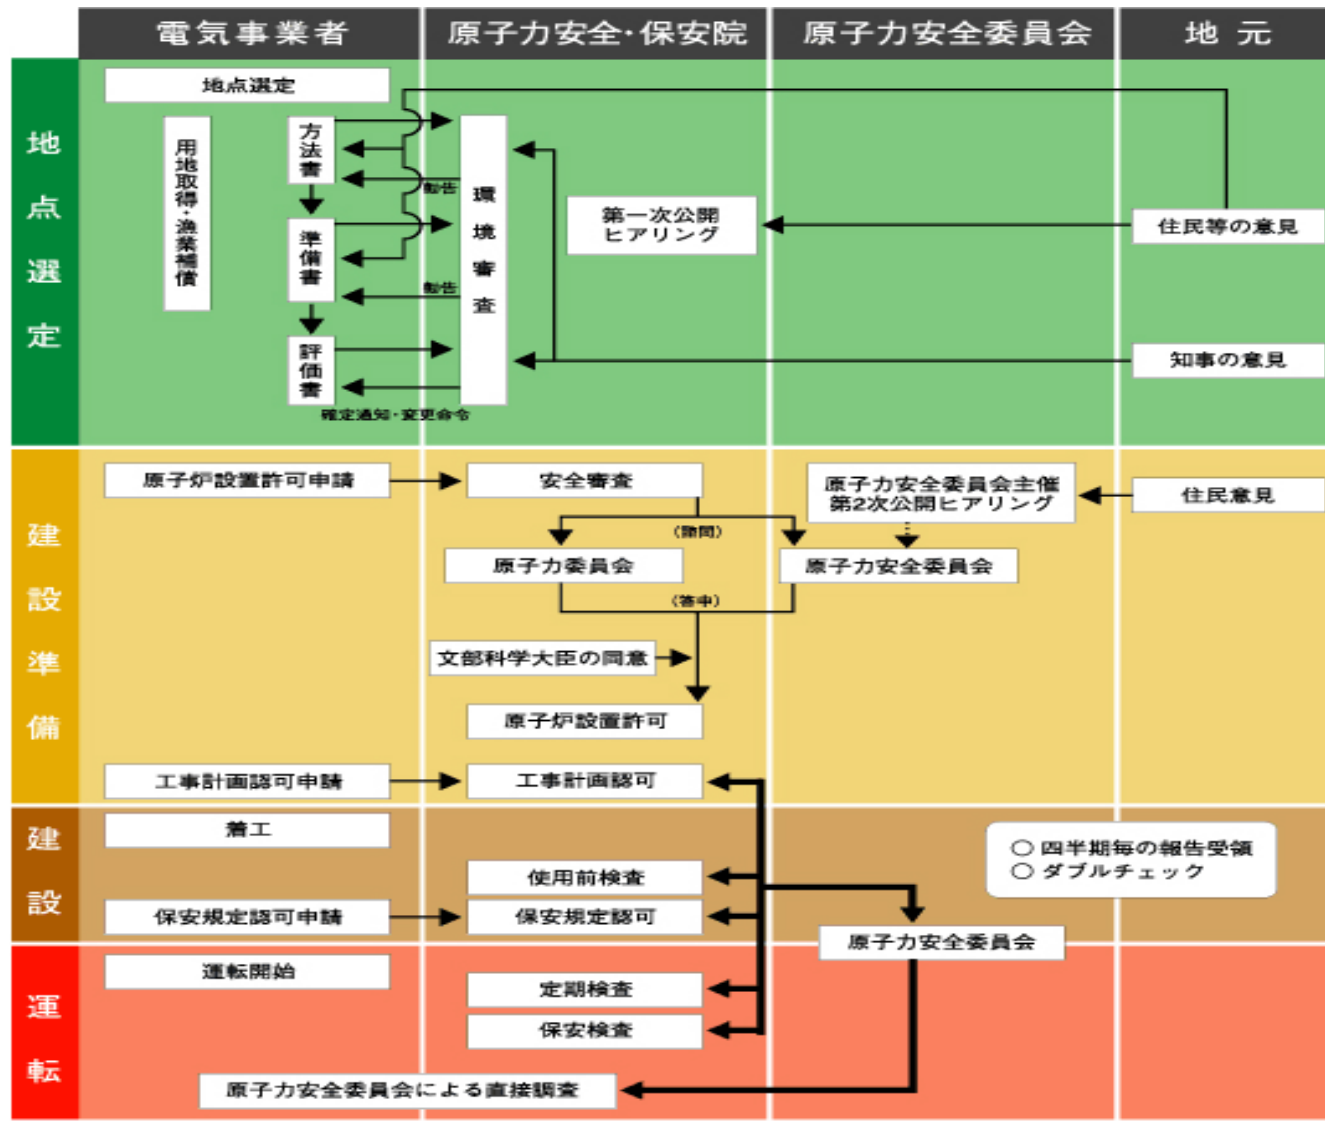 電気事業者
原子力安全・保安院
原子力安全委員会
地元
地点選定
地点選定
用地取得・漁業補償
方法書
準備書
評価書
勧告
勧告
確定通知・変更命令
環境審査
第一次公開
ヒアリング
住民等の意見
知事の意見
建設準備
原子炉設置許可申請
安全審査
原子力安全委員会主催
第2次公開ヒアリング
住民意見
(諮問)
原子力委員会
原子力安全委員会
(答申)
文部科学大臣の同意
原子炉設置許可
工事計画認可申請
工事計画認可
建設
着工
○ 四半期毎の報告受領
○ ダブルチェック
使用前検査
保安規定認可申請
保安規定認可
原子力安全委員会
運転
運転開始
定期検査
保安検査
原子力安全委員会による直接調査